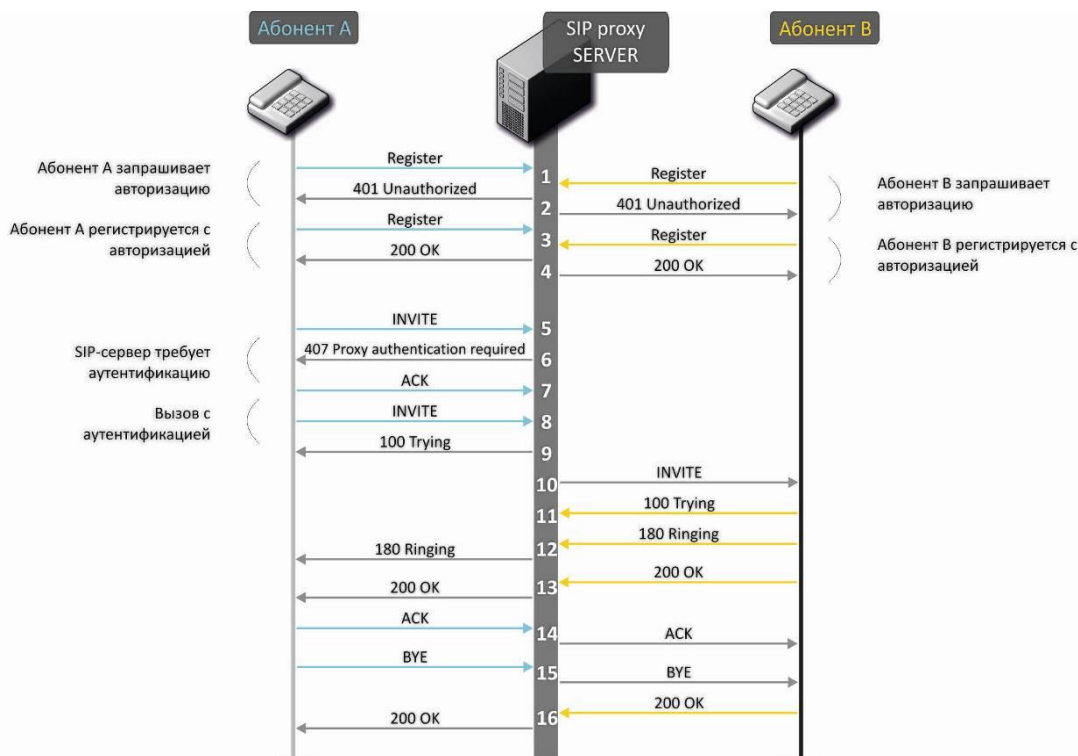 Абонент А
SIP proxy
SERVER
Абонент В
Абонент А запрашивает
авторизацию
Register
1
Register
Абонент В запрашивает
авторизацию
401 Unauthorized
2
401 Unauthorized
Абонент А регистрируется с
авторизацией
Register
3
Register
Абонент В регистрируется с
авторизацией
200 OK
4
200 OK
INVITE
5
SIP-сервер требует
аутентификацию
407 Proxy authentication required
6
ACK
7
Вызов с
аутентификацией
INVITE
8
100 Trying
9
INVITE
10
100 Trying
11
180 Ringing
180 Ringing
12
200 OK
200 OK
13
ACK
14
ACK
BYE
15
BYE
200 OK
16
200 OK